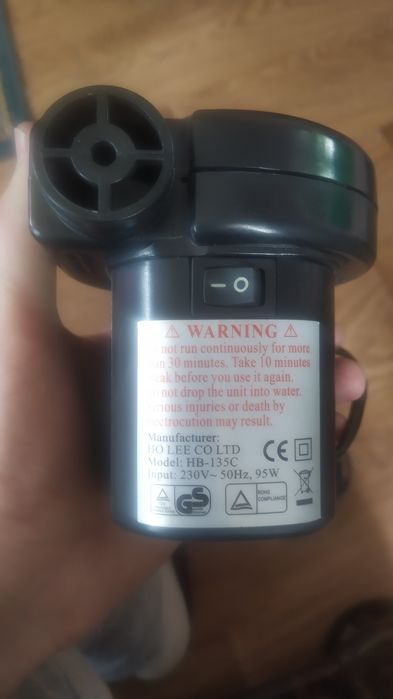 – O
WARNING
not run continuously for more
30 minutes. Take 10 minutes
before you use it again.
not drop the unit into water.
injuries or death by
may result.
Manufacturer:
HO LEE CO LTD
Model: HB-135C
Input: 230V~ 50Hz, 95W
CE
GS
ROHS
COMPLIANCE